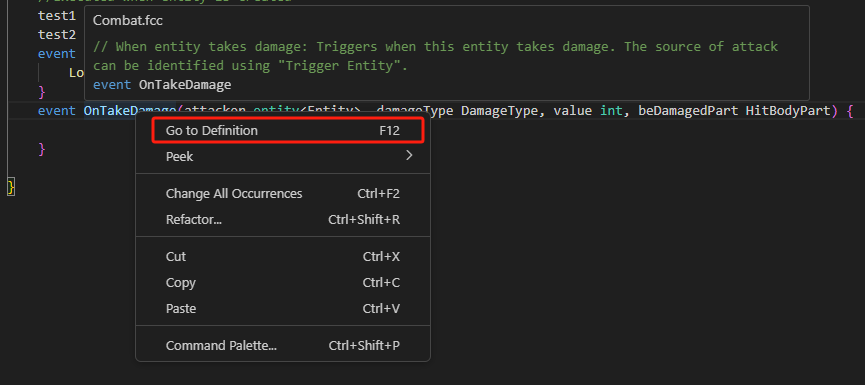 test1
Combat.fcc
test2
// When entity takes damage: Triggers when this entity takes damage. The source of attack
can be identified using "Trigger Entity".
event
event OnTakeDamage
Lo
}
event OnTakeDamage(attacker entity<Entity>, damageType DamageType, value int, beDamagedPart HitBodyPart) {
Go to Definition F12
}
Peek
}
Change All Occurrences Ctrl+F2
Refactor... Ctrl+Shift+R
Cut Ctrl+X
Copy Ctrl+C
Paste Ctrl+V
Command Palette... Ctrl+Shift+P